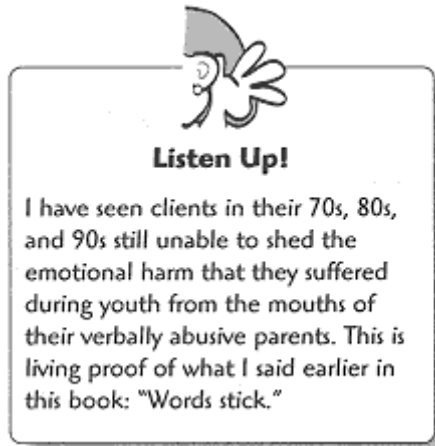 Listen Up!
I have seen clients in their 70s, 80s,
and 90s still unable to shed the
emotional harm that they suffered
during youth from the mouths of
their verbally abusive parents. This is
living proof of what I said earlier in
this book: “Words stick.”